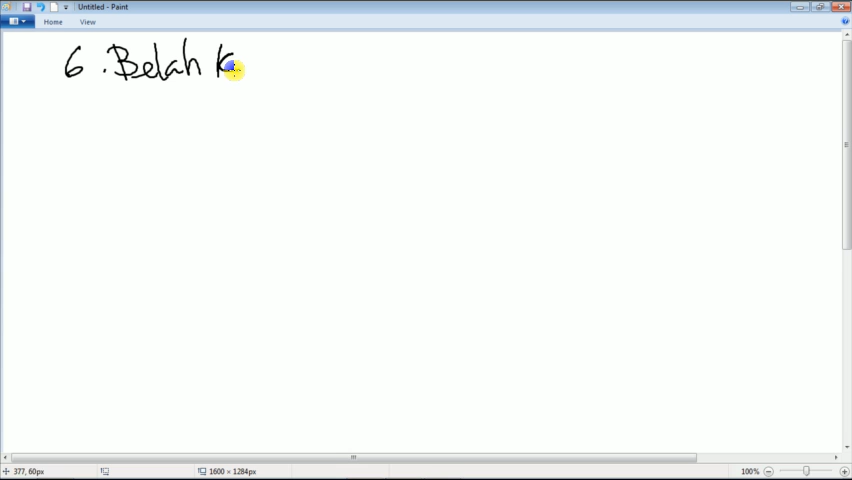 Untitled - Paint
Home View
6 . Belah K
377, 60px
1600 × 1284px
100%